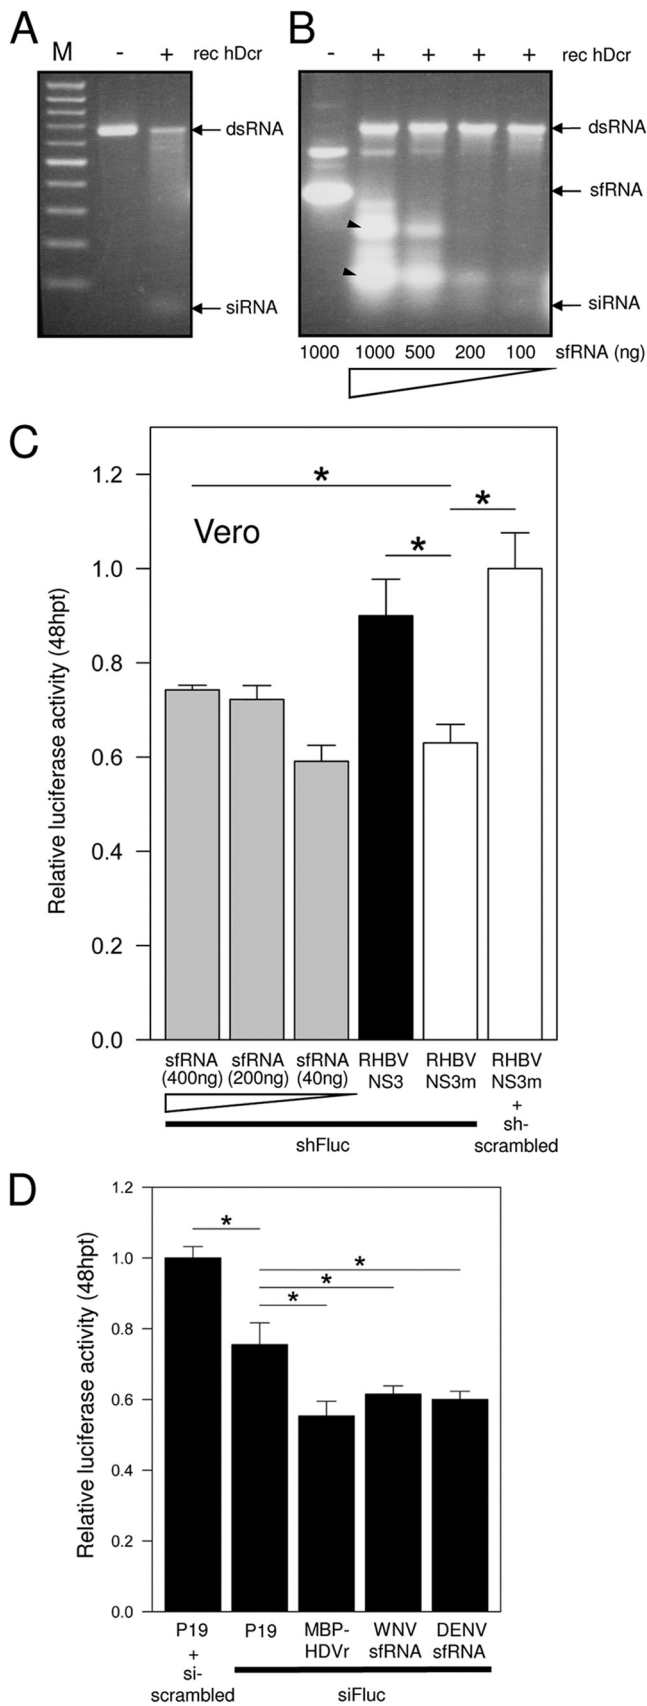 A
M - + rec hDcr
dsRNA
siRNA
B
- + + + + rec hDcr
dsRNA
sfRNA
siRNA
1000 1000 500 200 100 sfRNA (ng)
C
Relative luciferase activity (48hpt)
1.2
1.0
0.8
0.6
0.4
0.2
0.0
Vero
*
*
*
sfRNA (400ng)
sfRNA (200ng)
sfRNA (40ng)
RHBV NS3
RHBV NS3m
RHBV NS3m + sh-scrambled
shFluc
D
Relative luciferase activity (48hpt)
1.2
1.0
0.8
0.6
0.4
0.2
0.0
*
*
*
*
P19 + si-scrambled
P19
MBP-HDVr
WNV sfRNA
DENV sfRNA
siFluc